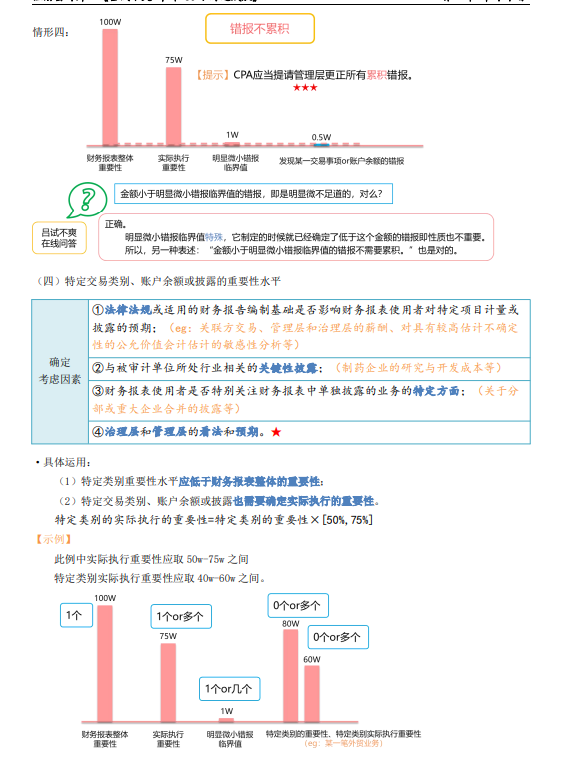 情形四：
错报不累积
100W
75W
【提示】CPA应当提请管理层更正所有累积错报。
★★★
1W
0.5W
财务报表整体
重要性
实际执行
重要性
明显微小错报
临界值
发现某一交易事项or账户余额的错报
?
金额小于明显微小错报临界值的错报，即是明显微不足道的，对么？
吕试不爽
在线问答
正确。
明显微小错报临界值特殊，它制定的时候就已经确定了低于这个金额的错报即性质也不重要。
所以，另一种表述：“金额小于明显微小错报临界值的错报不需要累积。”也是对的。
（四）特定交易类别、账户余额或披露的重要性水平
确定
考虑因素
①法律法规或适用的财务报告编制基础是否影响财务报表使用者对特定项目计量或
披露的预期；（eg：关联方交易、管理层和治理层的薪酬、对具有较高估计不确定
性的公允价值会计估计的敏感性分析等）
②与被审计单位所处行业相关的关键性披露；（制药企业的研究与开发成本等）
③财务报表使用者是否特别关注财务报表中单独披露的业务的特定方面；（关于分
部或重大企业合并的披露等）
④治理层和管理层的看法和预期。★
·具体运用：
（1）特定类别重要性水平应低于财务报表整体的重要性；
（2）特定交易类别、账户余额或披露也需要确定实际执行的重要性。
特定类别的实际执行的重要性=特定类别的重要性×[50%,75%]
【示例】
此例中实际执行重要性应取 50w-75w 之间
特定类别实际执行重要性应取 40w-60w 之间。
100W
1个
75W
1个or多个
1W
1个or几个
0个or多个
80W
0个or多个
60W
财务报表整体
重要性
实际执行
重要性
明显微小错报
临界值
特定类别的重要性、特定类别实际执行重要性
（eg：某一笔外贸业务）